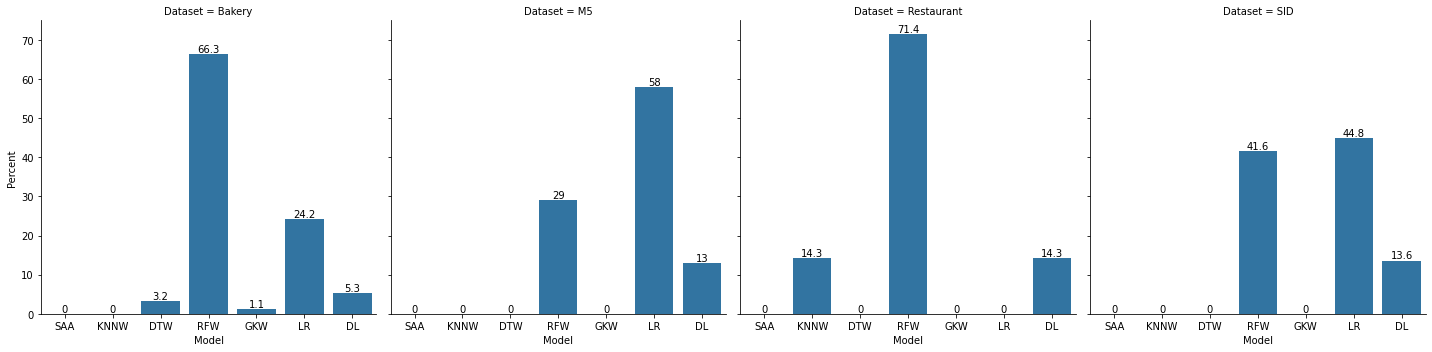 Dataset = Bakery
Dataset = M5
Dataset = Restaurant
Dataset = SID
Percent
70
60
50
40
30
20
10
0
0
0
3.2
66.3
1.1
24.2
5.3
SAA KNNW DTW RFW GKW LR DL
Model
0
0
0
29
0
58
13
SAA KNNW DTW RFW GKW LR DL
Model
0
14.3
0
71.4
0
0
14.3
SAA KNNW DTW RFW GKW LR DL
Model
0
0
0
41.6
0
44.8
13.6
SAA KNNW DTW RFW GKW LR DL
Model